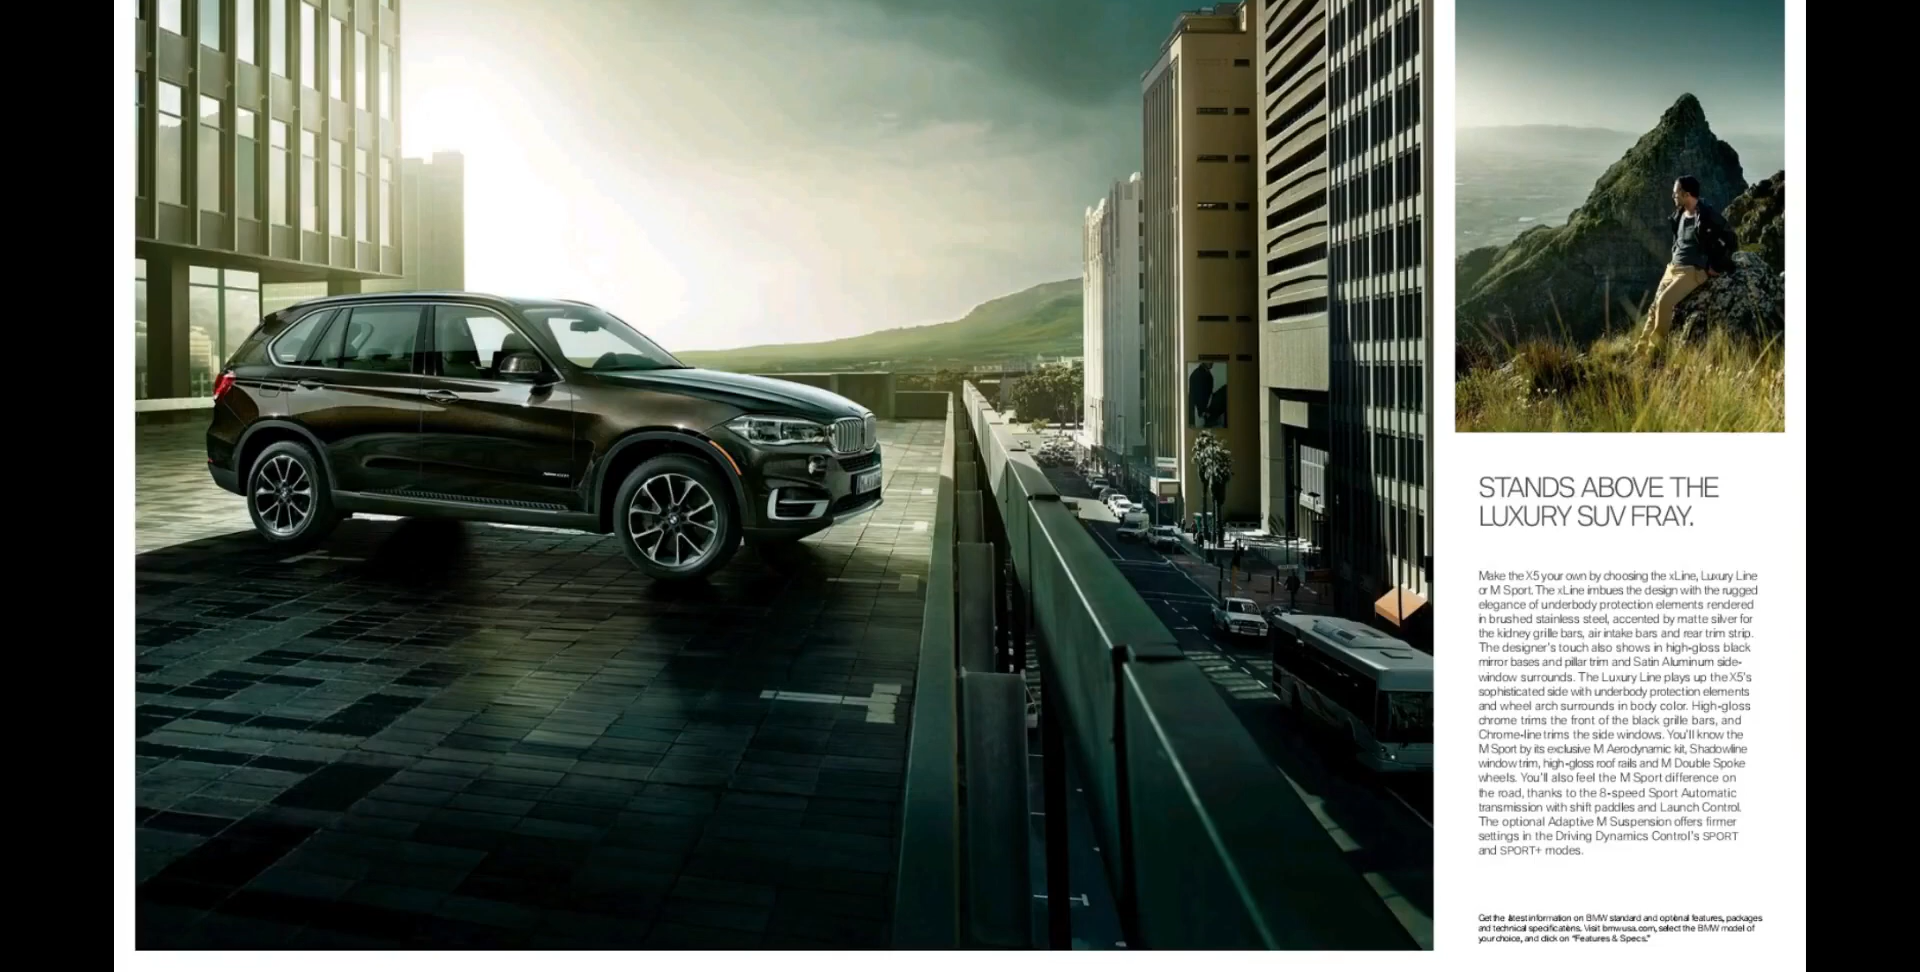 STANDS ABOVE THE
LUXURY SUV FRAY.
Make the X5 your own by choosing the xLine, Luxury Line
or M Sport. The xLine imbues the design with the rugged
elegance of underbody protection elements rendered
in brushed stainless steel, accented by matte silver for
the kidney grille bars, air intake bars and rear trim strip.
The designer's touch also shows in high-gloss black
mirror bases and pillar trim and Satin Aluminum side-
window surrounds. The Luxury Line plays up the X5's
sophisticated side with underbody protection elements
and wheel arch surrounds in body color. High-gloss
chrome trims the front of the black grille bars, and
Chrome-line trims the side windows. You'll know the
M Sport by its exclusive M Aerodynamic kit, Shadowline
window trim, high-gloss roof rails and M Double Spoke
wheels. You'll also feel the M Sport difference on
the road, thanks to the 8-speed Sport Automatic
transmission with shift paddles and Launch Control.
The optional Adaptive M Suspension offers firmer
settings in the Driving Dynamics Control's SPORT
and SPORT+ modes.
Get the latest information on BMW standard and optional features, packages
and technical specifications. Visit bmwusa.com, select the BMW model of
your choice, and click on "Features & Specs."